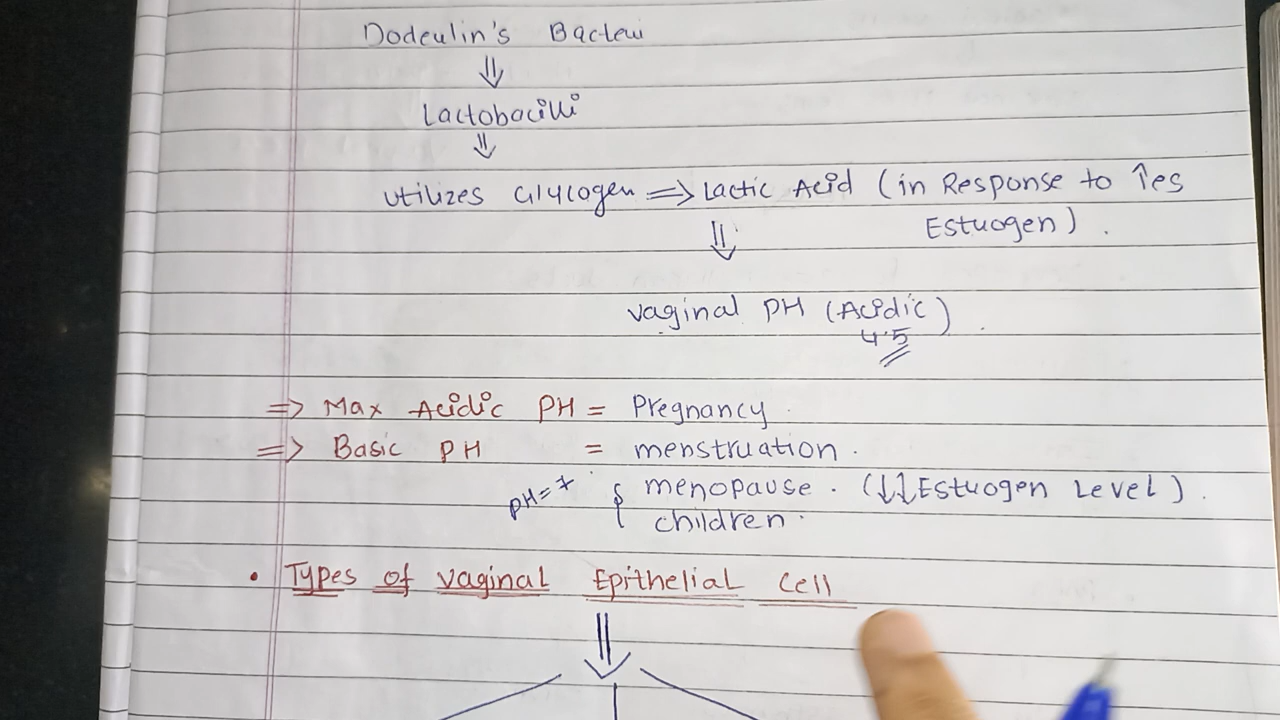 Dodeulin's Bacteui
⇓
Lactobacilli
⇓
utilizes Glycogen ⇒ Lactic Acid (in Response to ↑es
Estuogen) .
⇓
vaginal PH (Acidic)
4.5
⇒ Max Acidic PH = Pregnancy
⇒ Basic PH = menstruation .
PH = 7 { menopause . (↓↓Estuogen Level) .
children .
• Types of vaginal Epithelial Cell
⇓